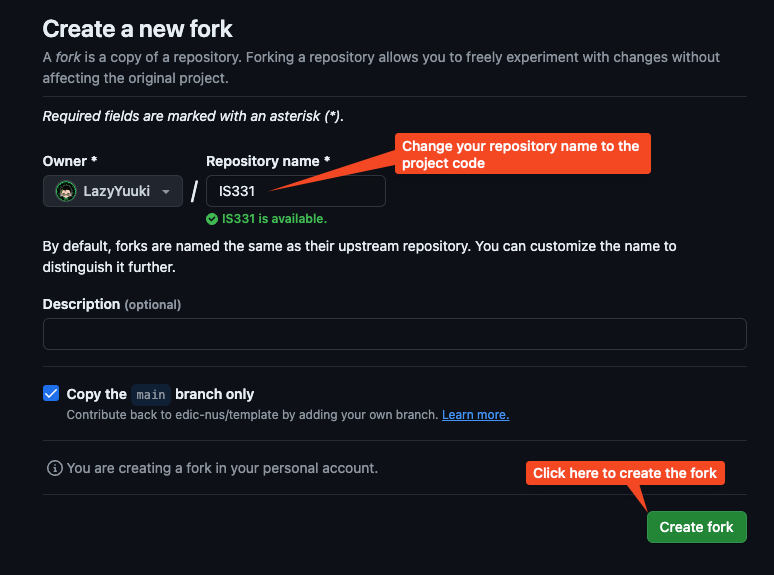 Create a new fork
A fork is a copy of a repository. Forking a repository allows you to freely experiment with changes without
affecting the original project.
Required fields are marked with an asterisk (*).
Change your repository name to the
project code
Owner *
Repository name *
LazyYuuki
/
IS331
IS331 is available.
By default, forks are named the same as their upstream repository. You can customize the name to
distinguish it further.
Description (optional)
Copy the main branch only
Contribute back to edic-nus/template by adding your own branch. Learn more.
You are creating a fork in your personal account.
Click here to create the fork
Create fork